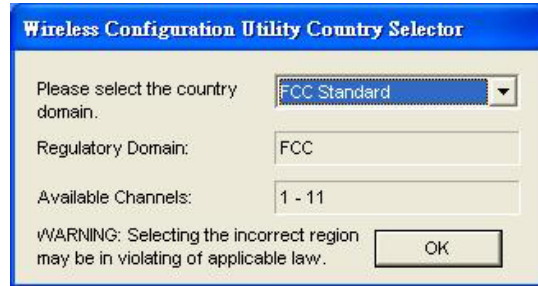 Wireless Configuration Utility Country Selector
Please select the country
domain.
FCC Standard
Regulatory Domain:
FCC
Available Channels:
1 - 11
WARNING: Selecting the incorrect region
may be in violating of applicable law.
OK